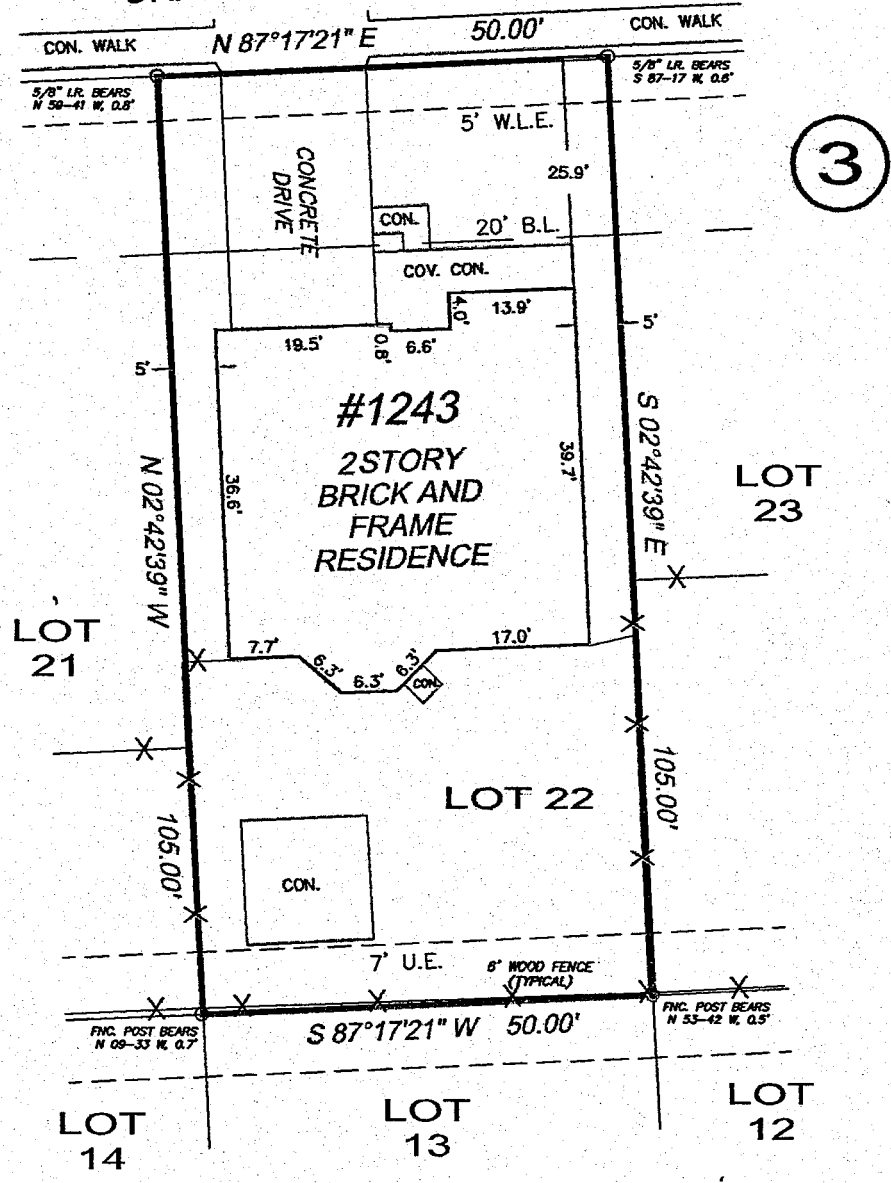 CON. WALK
N 87°17'21" E
50.00'
CON. WALK
5/8" I.R. BEARS
N 59-41 W, 0.8'
5/8" I.R. BEARS
S 87-17 W, 0.6'
5' W.L.E.
3
CONCRETE
DRIVE
25.9'
CON.
20' B.L.
COV. CON.
4.0'
13.9'
19.5'
0.8'
6.6'
5'
5'
#1243
2STORY
BRICK AND
FRAME
RESIDENCE
36.6'
39.7'
N 02°42'39" W
S 02°42'39" E
LOT
23
LOT
21
7.7'
6.3'
6.3'
6.3'
17.0'
CON.
LOT 22
105.00'
105.00'
CON.
7' U.E.
6' WOOD FENCE
(TYPICAL)
FNC. POST BEARS
N 09-33 W, 0.7'
S 87°17'21" W 50.00'
FNC. POST BEARS
N 53-42 W, 0.5'
LOT
14
LOT
13
LOT
12